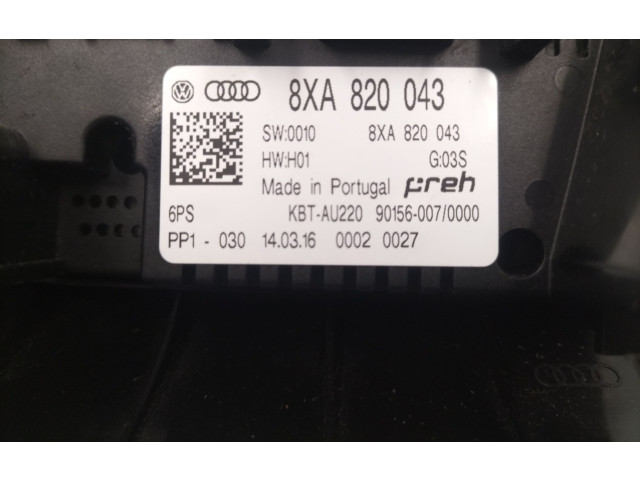 8XA 820 043
SW:0010 8XA 820 043
HW:H01 G:03S
Made in Portugal preh
6PS KBT-AU220 90156-007/0000
PP1 - 030 14.03.16 0002 0027